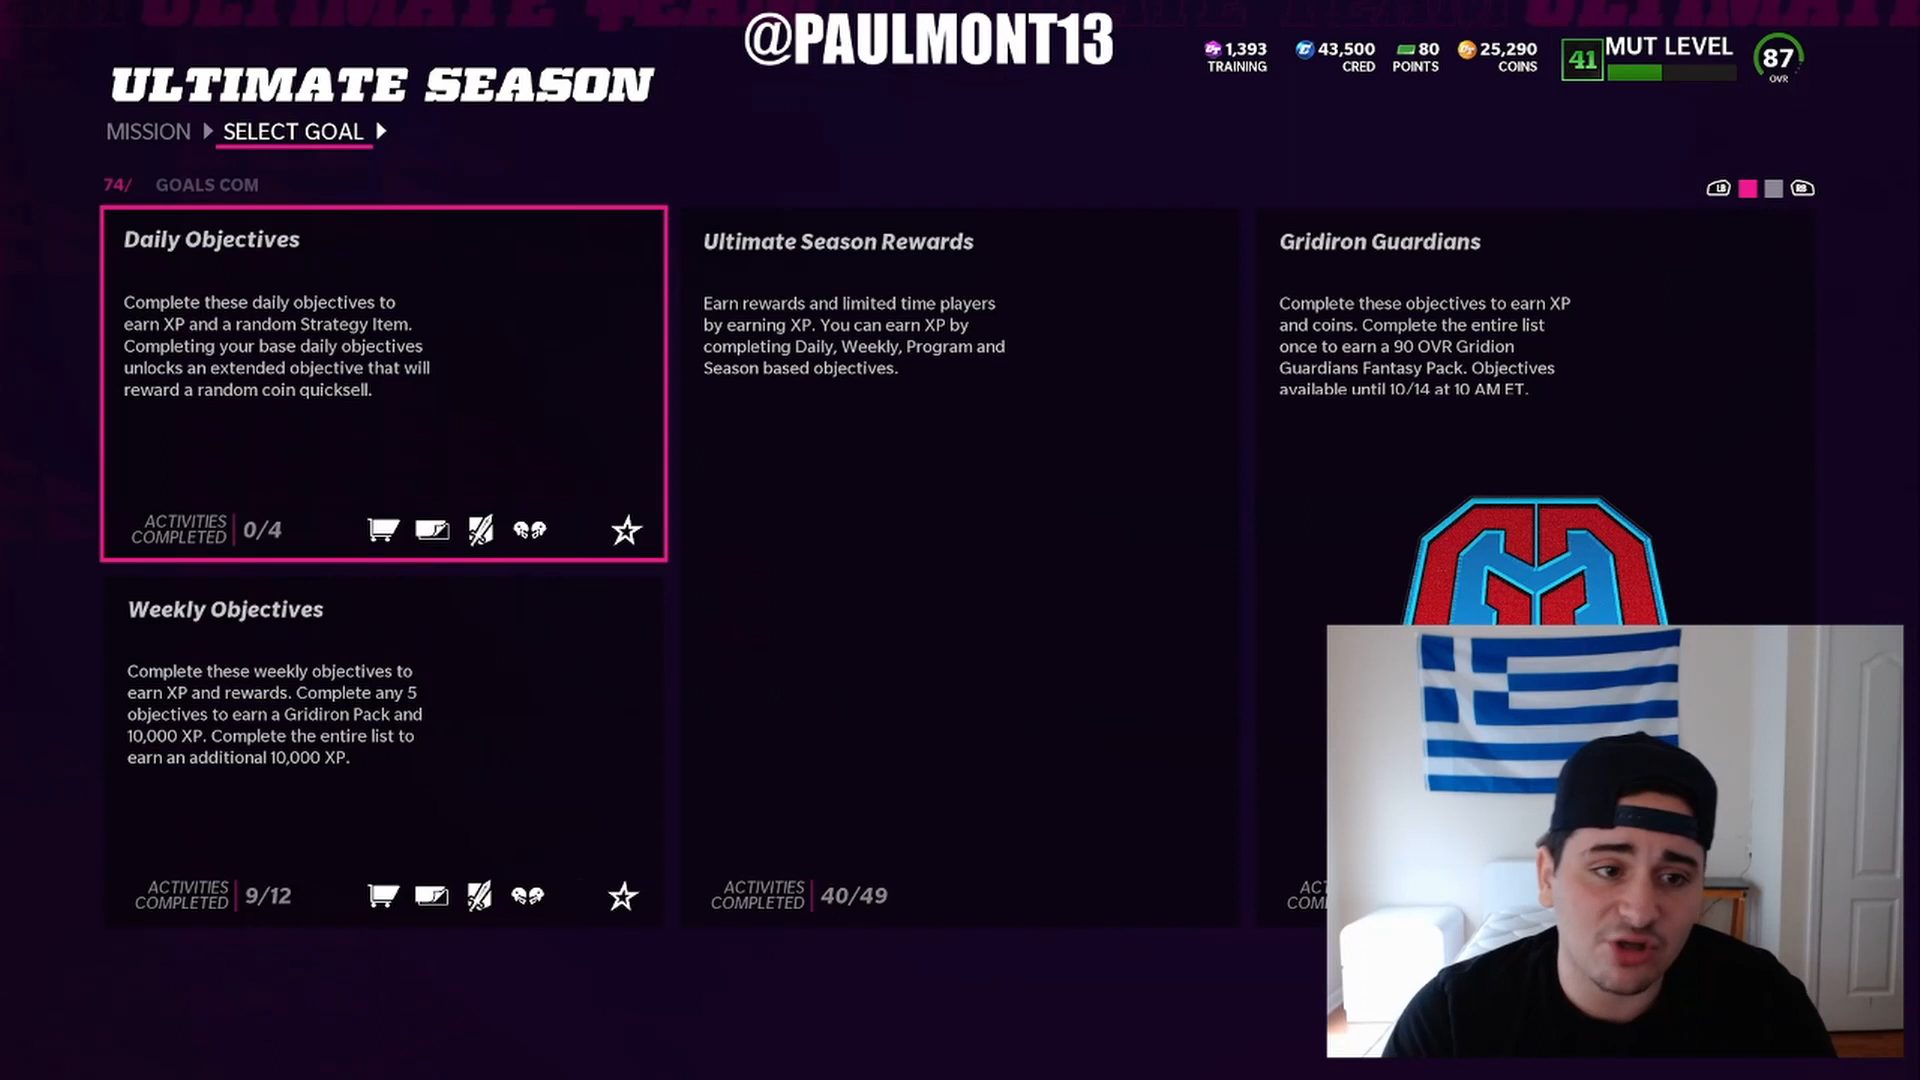 @PAULMONT13
1,393
TRAINING
43,500
CRED
80
POINTS
25,290
COINS
41
MUT LEVEL
87
OVR
ULTIMATE SEASON
MISSION SELECT GOAL
74/ GOALS COM
LB RB
Daily Objectives
Complete these daily objectives to
earn XP and a random Strategy Item.
Completing your base daily objectives
unlocks an extended objective that will
reward a random coin quicksell.
ACTIVITIES
COMPLETED
0/4
Weekly Objectives
Complete these weekly objectives to
earn XP and rewards. Complete any 5
objectives to earn a Gridiron Pack and
10,000 XP. Complete the entire list to
earn an additional 10,000 XP.
ACTIVITIES
COMPLETED
9/12
Ultimate Season Rewards
Earn rewards and limited time players
by earning XP. You can earn XP by
completing Daily, Weekly, Program and
Season based objectives.
ACTIVITIES
COMPLETED
40/49
Gridiron Guardians
Complete these objectives to earn XP
and coins. Complete the entire list
once to earn a 90 OVR Gridion
Guardians Fantasy Pack. Objectives
available until 10/14 at 10 AM ET.
ACT
COM